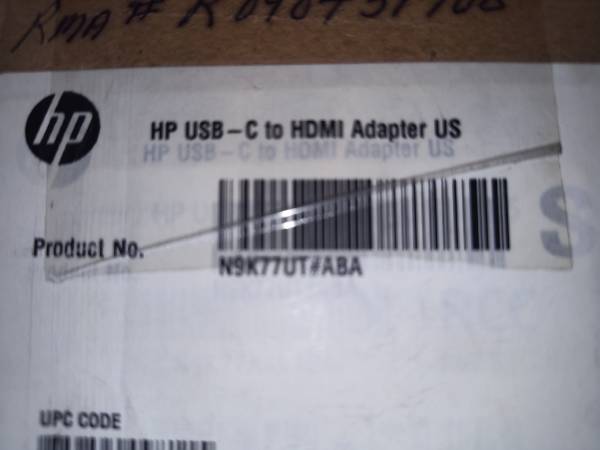 RMA #
hp
HP USB-C to HDMI Adapter US
HP USB-C to HDMI Adapter US
Product No.
N9K77UT#ABA
UPC CODE